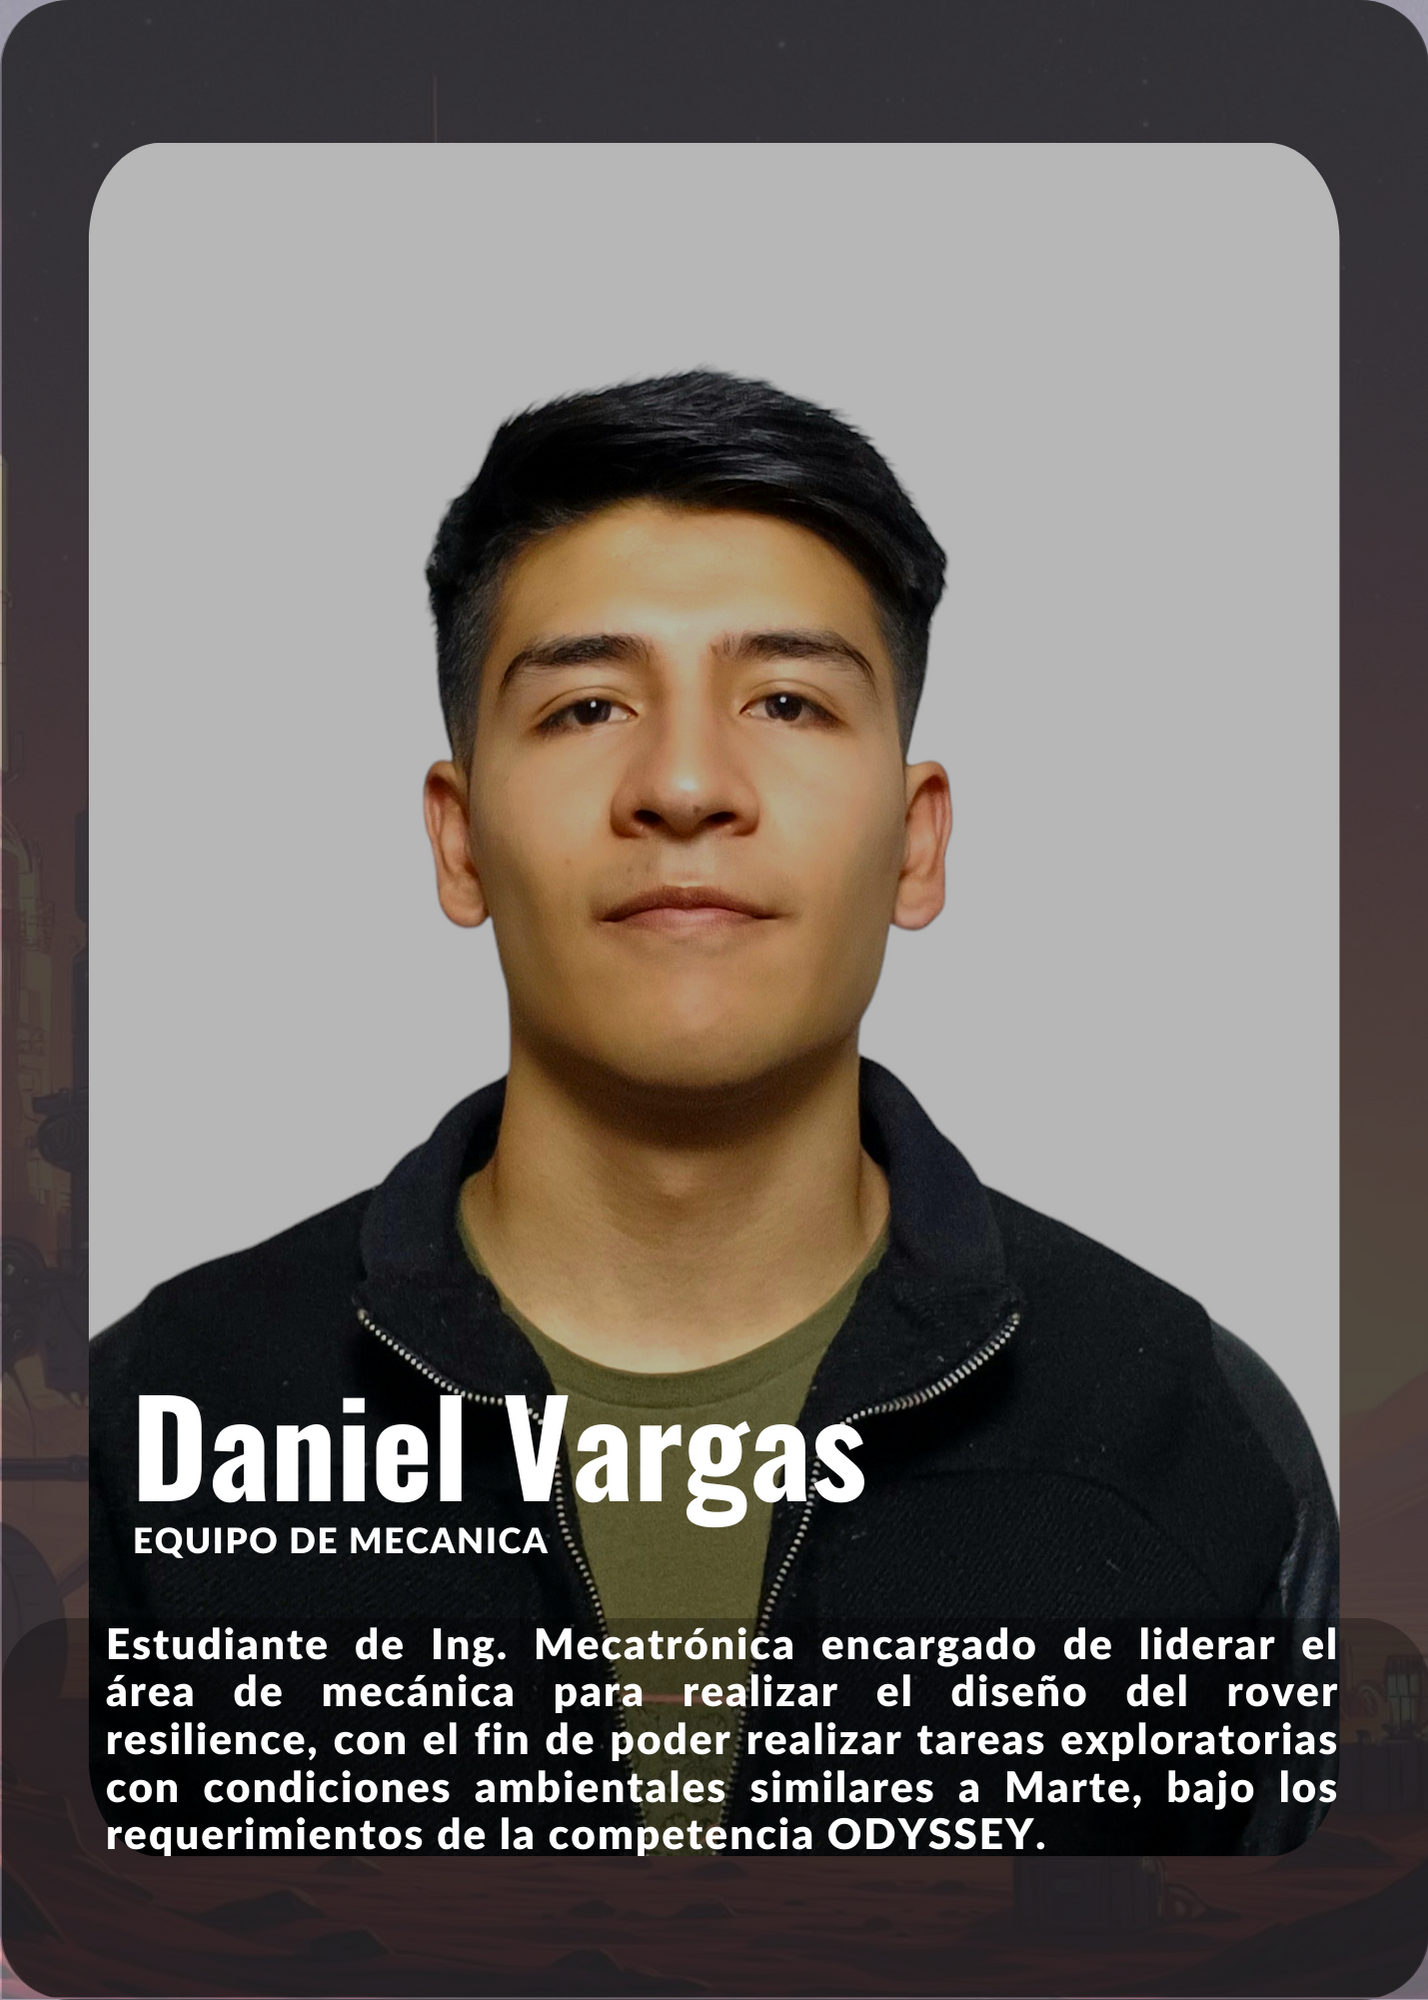 Daniel Vargas
EQUIPO DE MECANICA
Estudiante de Ing. Mecatrónica encargado de liderar el
área de mecánica para realizar el diseño del rover
resilience, con el fin de poder realizar tareas exploratorias
con condiciones ambientales similares a Marte, bajo los
requerimientos de la competencia ODYSSEY.